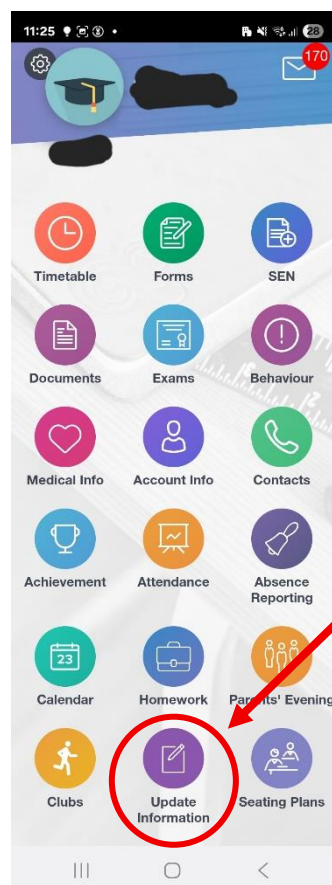 11:25
28
170
Timetable Forms SEN
Documents Exams Behaviour
Medical Info Account Info Contacts
Achievement Attendance Absence
Reporting
23
Calendar Homework Parents' Evening
Clubs Update Seating Plans
Information